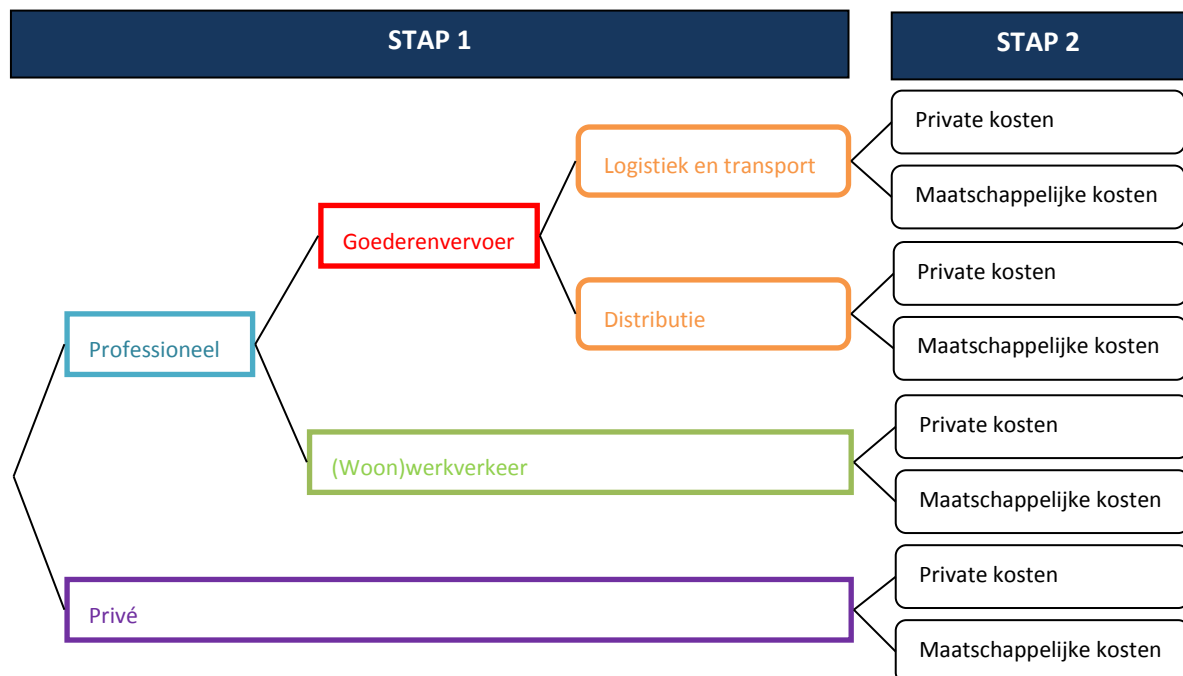 STAP 1
STAP 2
Private kosten
Logistiek en transport
Maatschappelijke kosten
Goederenvervoer
Private kosten
Distributie
Maatschappelijke kosten
Professioneel
Private kosten
(Woon)werkverkeer
Maatschappelijke kosten
Private kosten
Privé
Maatschappelijke kosten